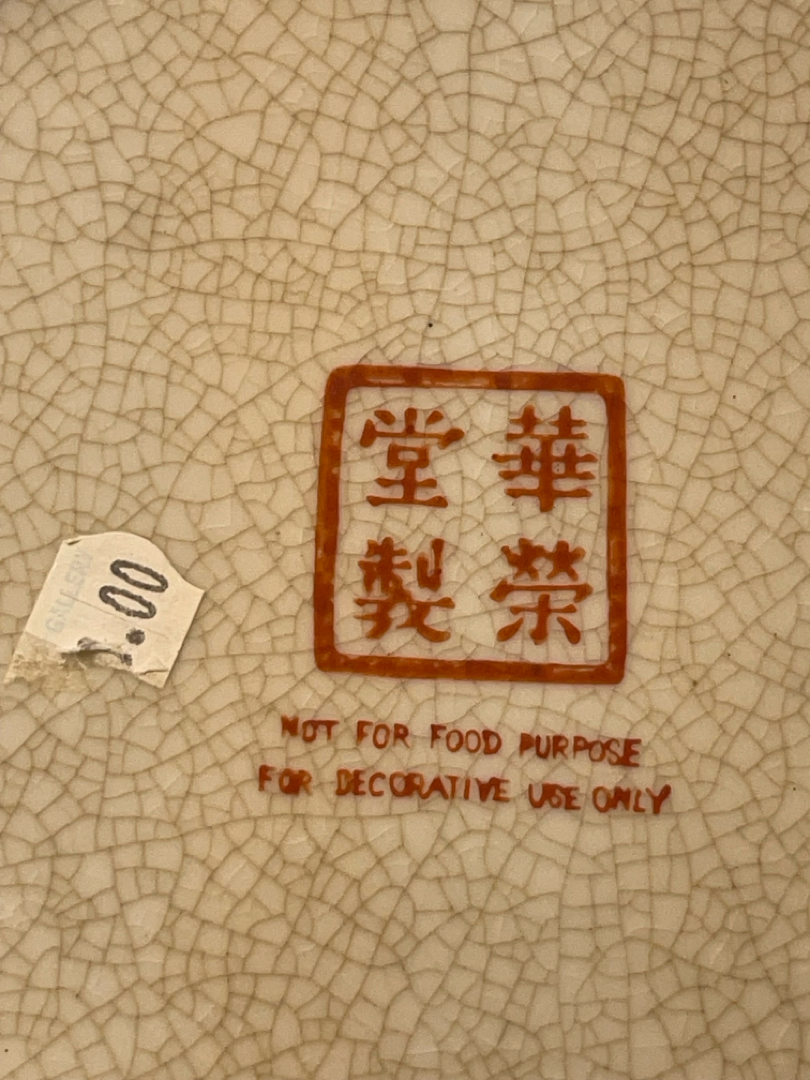 華榮
堂製
NOT FOR FOOD PURPOSE
FOR DECORATIVE USE ONLY
.00